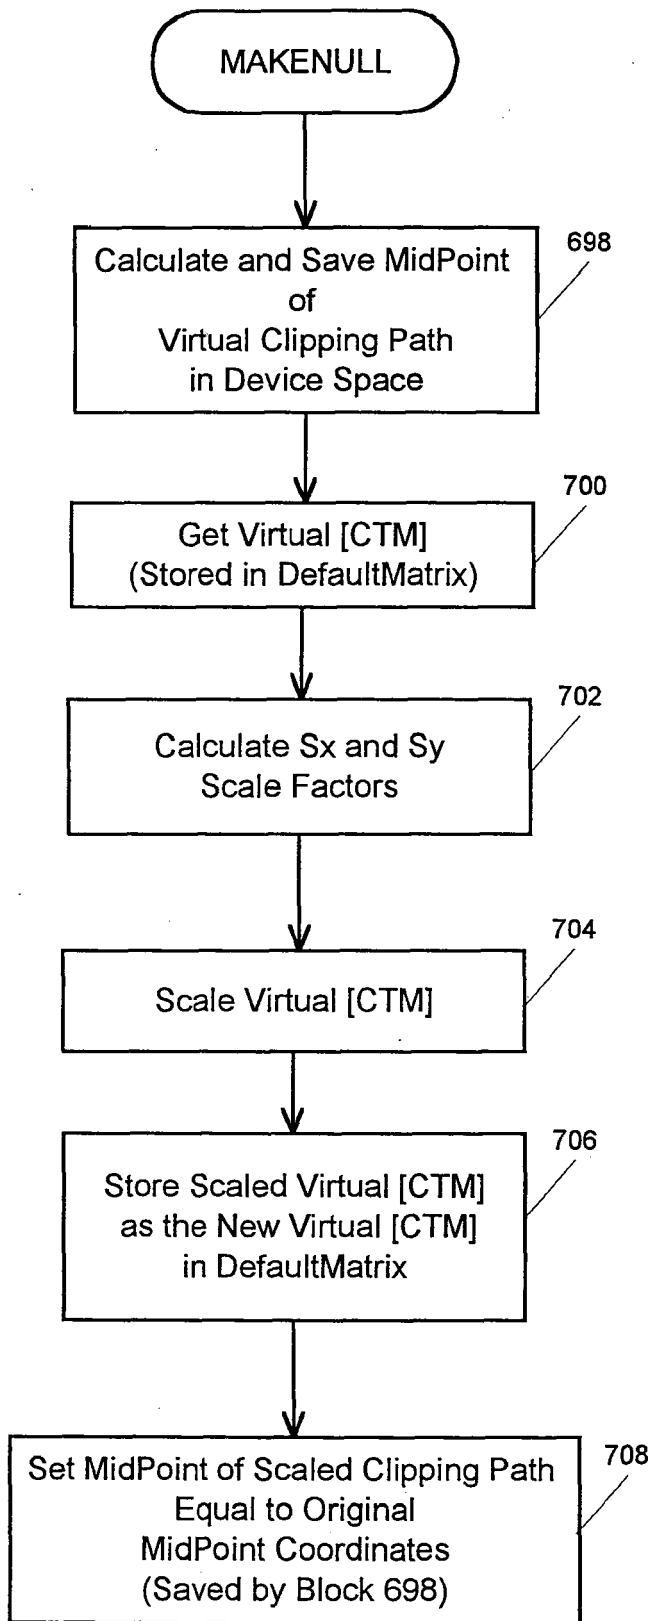 MAKENULL
698
Calculate and Save MidPoint
of
Virtual Clipping Path
in Device Space
700
Get Virtual [CTM]
(Stored in DefaultMatrix)
702
Calculate Sx and Sy
Scale Factors
704
Scale Virtual [CTM]
706
Store Scaled Virtual [CTM]
as the New Virtual [CTM]
in DefaultMatrix
708
Set MidPoint of Scaled Clipping Path
Equal to Original
MidPoint Coordinates
(Saved by Block 698)